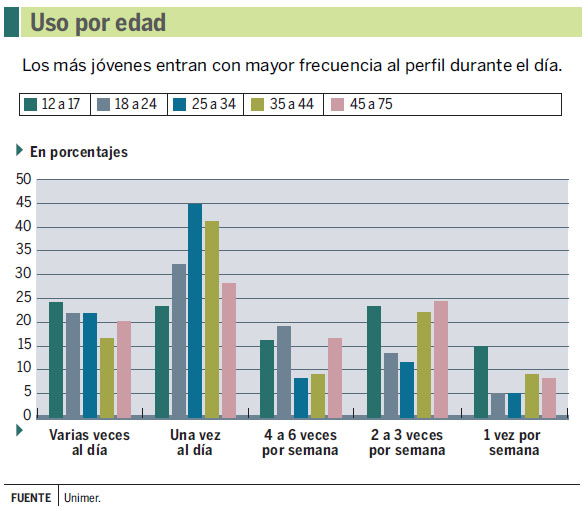 Uso por edad
Los más jóvenes entran con mayor frecuencia al perfil durante el día.
12 a 17 18 a 24 25 a 34 35 a 44 45 a 75
En porcentajes
50
45
40
35
30
25
20
15
10
5
0
Varias veces al día
Una vez al día
4 a 6 veces por semana
2 a 3 veces por semana
1 vez por semana
FUENTE Unimer.